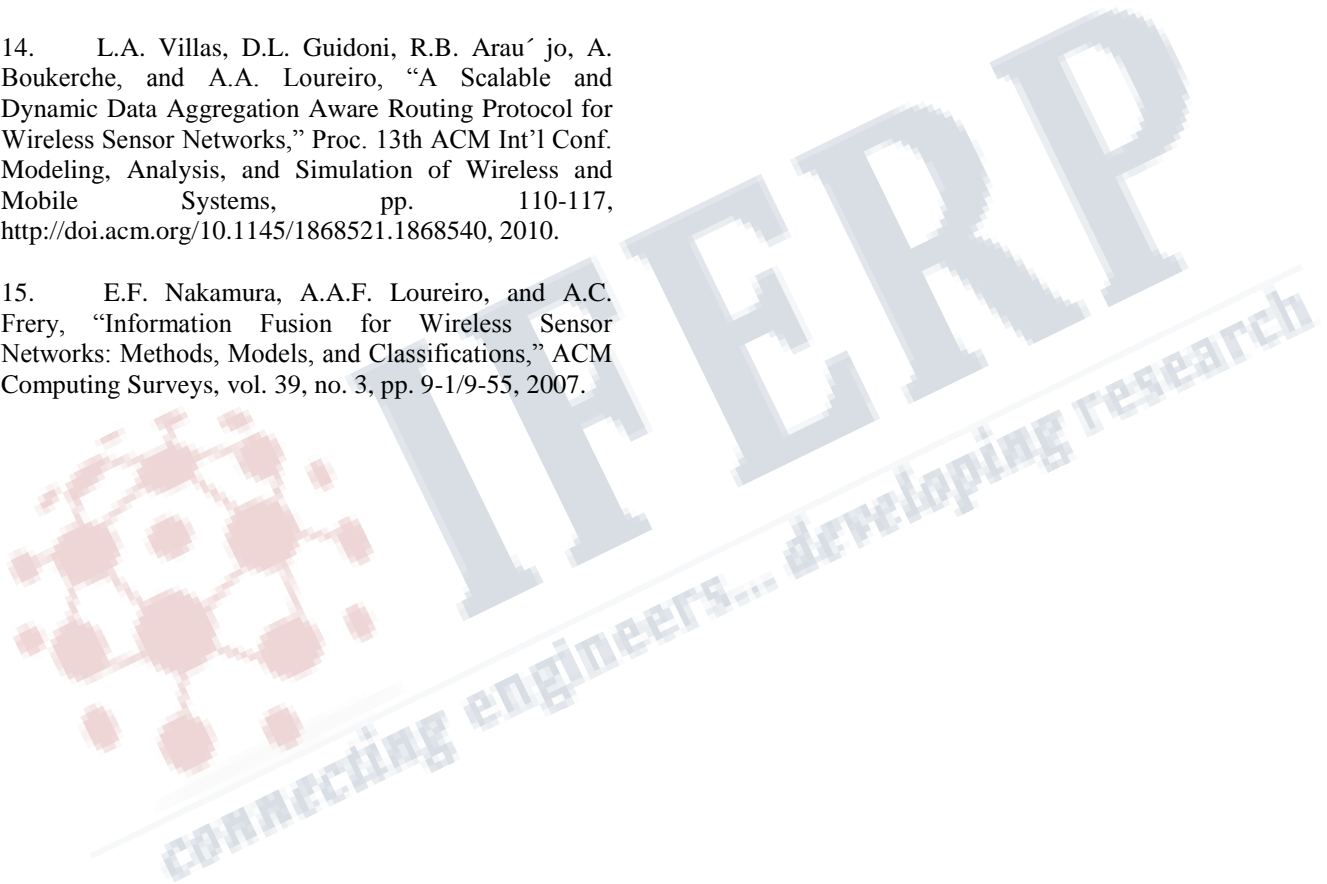 14. L.A. Villas, D.L. Guidoni, R.B. Arau´ jo, A.
Boukerche, and A.A. Loureiro, “A Scalable and
Dynamic Data Aggregation Aware Routing Protocol for
Wireless Sensor Networks,” Proc. 13th ACM Int’l Conf.
Modeling, Analysis, and Simulation of Wireless and
Mobile Systems, pp. 110-117,
http://doi.acm.org/10.1145/1868521.1868540, 2010.
15. E.F. Nakamura, A.A.F. Loureiro, and A.C.
Frery, “Information Fusion for Wireless Sensor
Networks: Methods, Models, and Classifications,” ACM
Computing Surveys, vol. 39, no. 3, pp. 9-1/9-55, 2007.
IFERP
connecting engineers... developing research